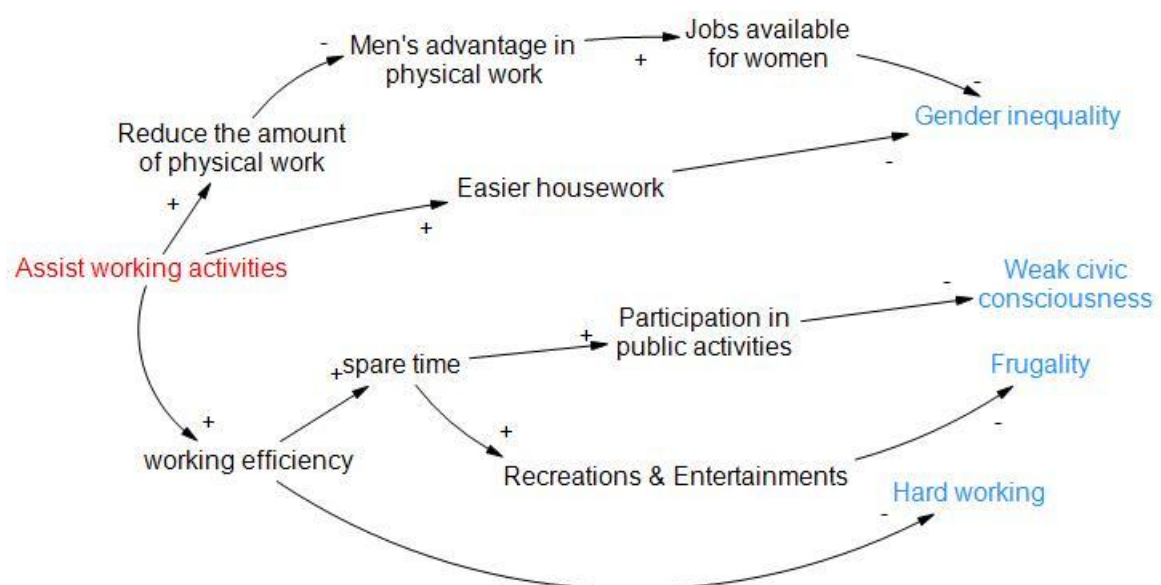 Men's advantage in
physical work
Jobs available
for women
Gender inequality
Reduce the amount
of physical work
Easier housework
Assist working activities
Weak civic
consciousness
Participation in
public activities
spare time
Frugality
working efficiency
Recreations & Entertainments
Hard working
-
+
-
-
+
+
-
+
+
+
+
-
-